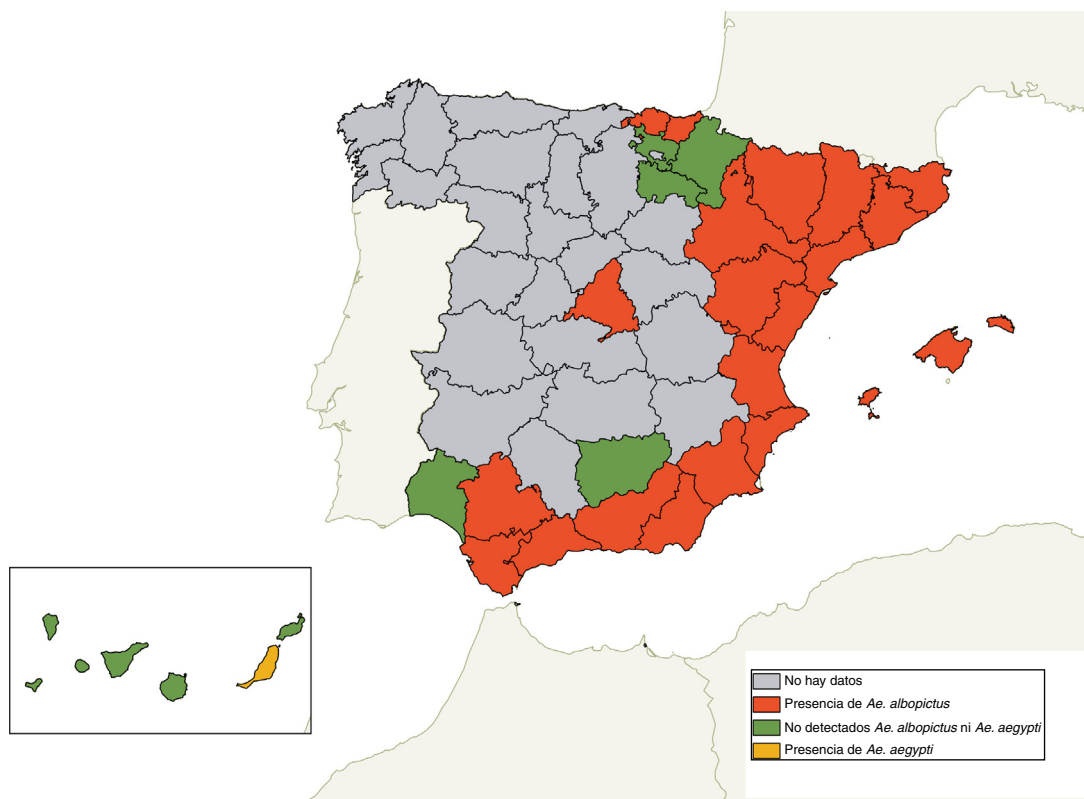 No hay datos
Presencia de Ae. albopictus
No detectados Ae. albopictus ni Ae. aegypti
Presencia de Ae. aegypti